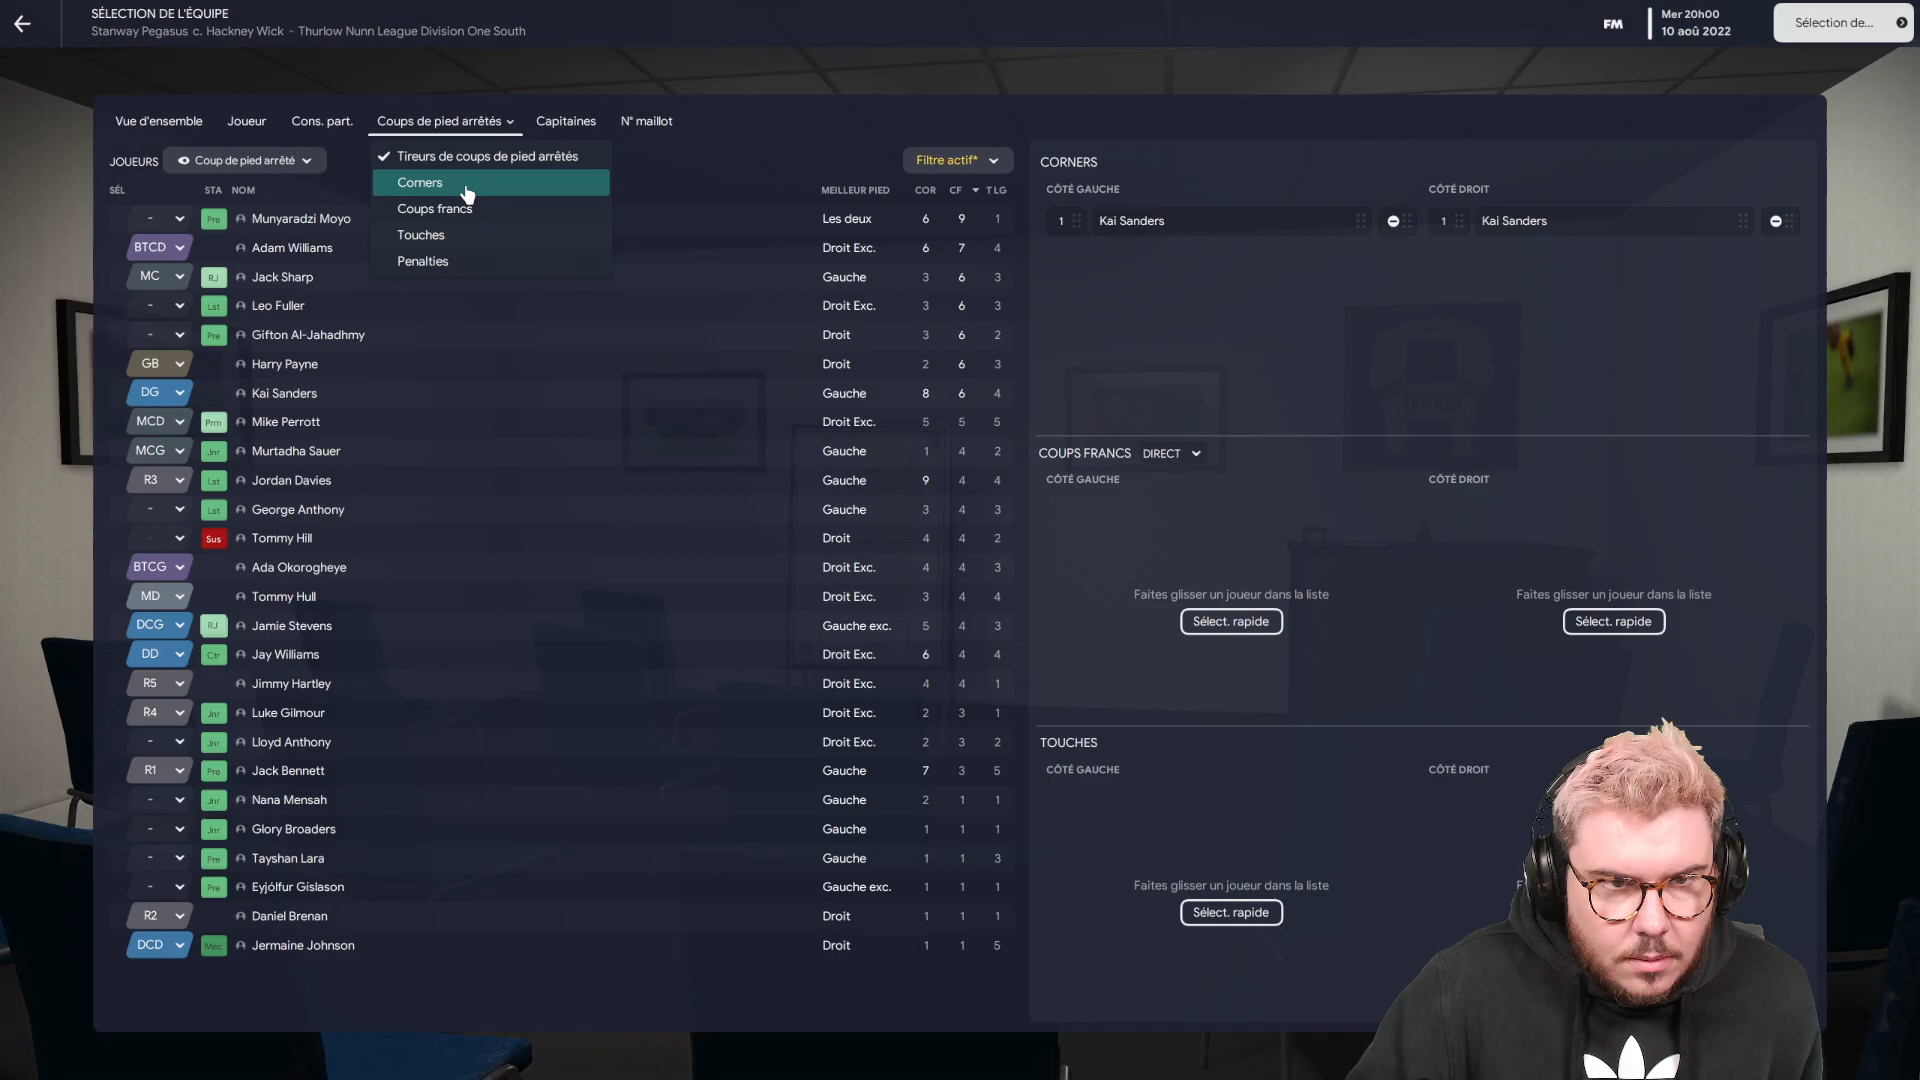 SÉLECTION DE L'ÉQUIPE
Stanway Pegasus c. Hackney Wick - Thurlow Nunn League Division One South
FM
Mer 20h00
10 aoû 2022
Sélection de...
Vue d'ensemble Joueur Cons. part. Coups de pied arrêtés Capitaines N° maillot
JOUEURS Coup de pied arrêté
Filtre actif*
Tireurs de coups de pied arrêtés
Corners
Coups francs
Touches
Penalties
SÉL STA NOM MEILLEUR PIED COR CF T LG
- Pre Munyaradzi Moyo Les deux 6 9 1
BTCD Adam Williams Droit Exc. 6 7 4
MC RJ Jack Sharp Gauche 3 6 3
- Lst Leo Fuller Droit Exc. 3 6 3
- Pre Gifton Al-Jahadhmy Droit 3 6 2
GB Harry Payne Droit 2 6 3
DG Kai Sanders Gauche 8 6 4
MCD Prm Mike Perrott Droit Exc. 5 5 5
MCG Jnr Murtadha Sauer Gauche 1 4 2
R3 Lst Jordan Davies Gauche 9 4 4
- Lst George Anthony Gauche 3 4 3
- Sus Tommy Hill Droit 4 4 2
BTCG Ada Okorogheye Droit Exc. 4 4 3
MD Tommy Hull Droit Exc. 3 4 4
DCG RJ Jamie Stevens Gauche exc. 5 4 3
DD Ctr Jay Williams Droit Exc. 6 4 4
R5 Jimmy Hartley Droit Exc. 4 4 1
R4 Jnr Luke Gilmour Droit Exc. 2 3 1
- Jnr Lloyd Anthony Droit Exc. 2 3 2
R1 Pre Jack Bennett Gauche 7 3 5
- Jnr Nana Mensah Gauche 2 1 1
- Jnr Glory Broaders Gauche 1 1 1
- Pre Tayshan Lara Gauche 1 1 3
- Pre Eyjólfur Gíslason Gauche exc. 1 1 1
R2 Daniel Brenan Droit 1 1 1
DCD Mec Jermaine Johnson Droit 1 1 5
CORNERS
CÔTÉ GAUCHE CÔTÉ DROIT
1 Kai Sanders 1 Kai Sanders
COUPS FRANCS DIRECT
CÔTÉ GAUCHE CÔTÉ DROIT
Faites glisser un joueur dans la liste Faites glisser un joueur dans la liste
Sélect. rapide Sélect. rapide
TOUCHES
CÔTÉ GAUCHE CÔTÉ DROIT
Faites glisser un joueur dans la liste
Sélect. rapide